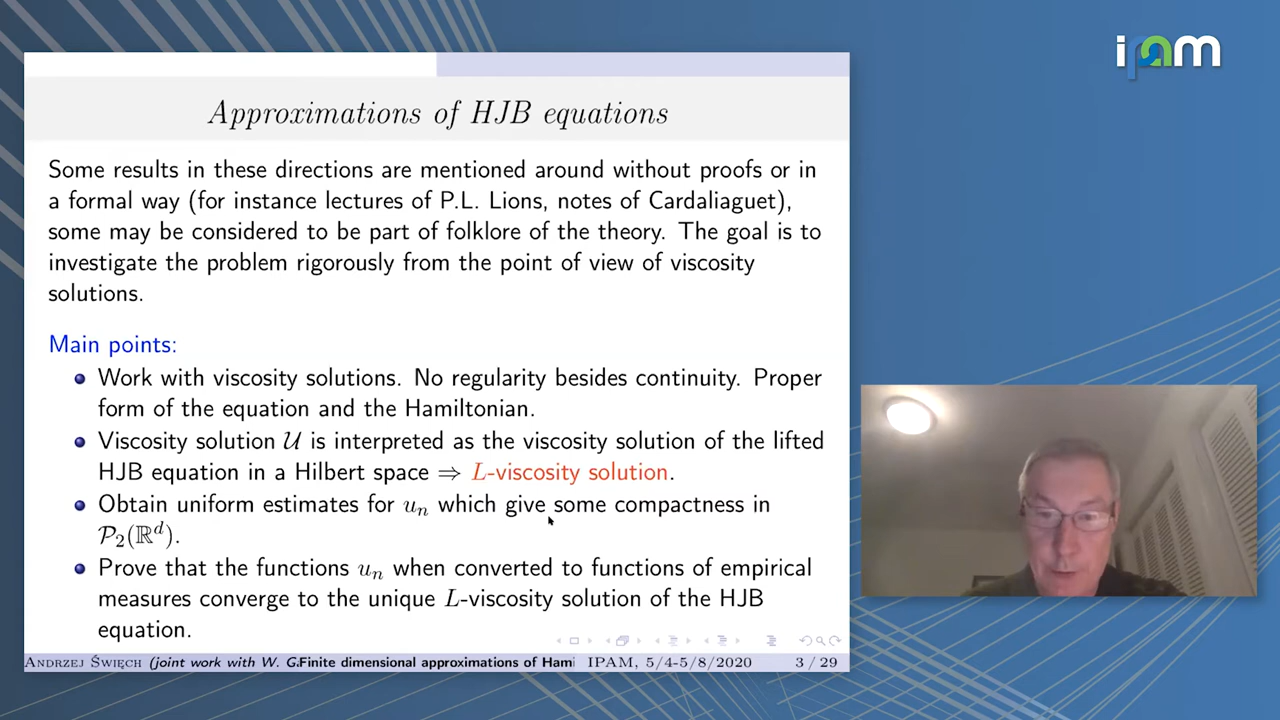 ipam
Approximations of HJB equations
Some results in these directions are mentioned around without proofs or in
a formal way (for instance lectures of P.L. Lions, notes of Cardaliaguet),
some may be considered to be part of folklore of the theory. The goal is to
investigate the problem rigorously from the point of view of viscosity
solutions.
Main points:
Work with viscosity solutions. No regularity besides continuity. Proper
form of the equation and the Hamiltonian.
Viscosity solution 𝒰 is interpreted as the viscosity solution of the lifted
HJB equation in a Hilbert space ⇒ L-viscosity solution.
Obtain uniform estimates for uₙ which give some compactness in
𝒫₂(ℝᵈ).
Prove that the functions uₙ when converted to functions of empirical
measures converge to the unique L-viscosity solution of the HJB
equation.
Andrzej Święch (joint work with W. G.Finite dimensional approximations of Hami IPAM, 5/4-5/8/2020 3 / 29